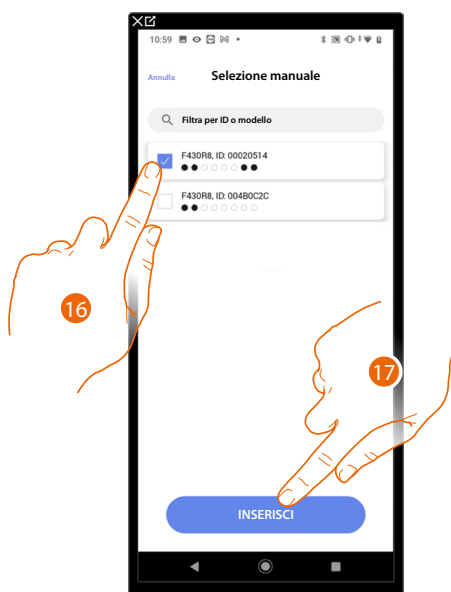 10:59
Annulla Selezione manuale
Filtra per ID o modello
F430R8, ID: 00020514
F430R8, ID: 004B0C2C
16
17
INSERISCI